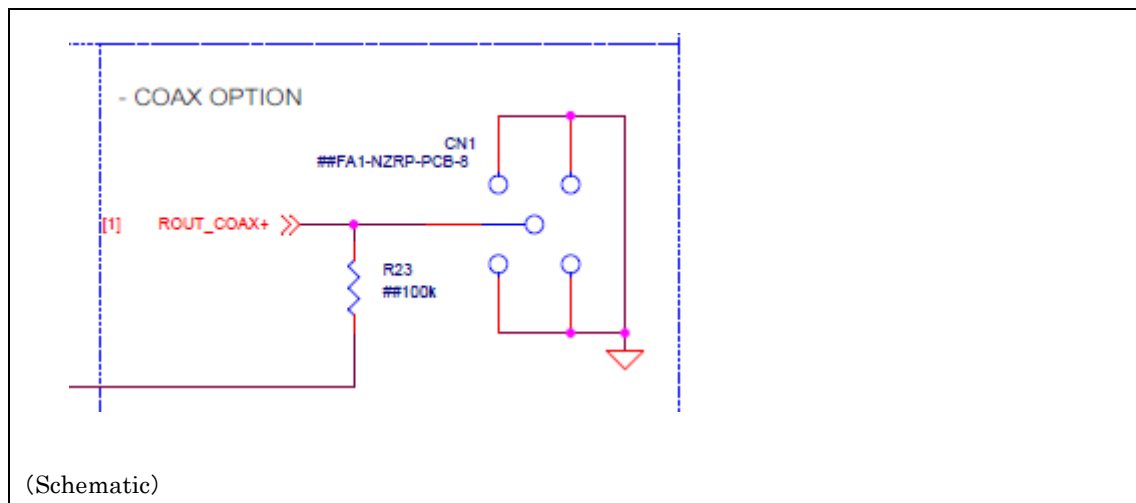 - COAX OPTION
CN1
##FA1-NZRP-PCB-8
[1] ROUT_COAX+
R23
##100k
(Schematic)